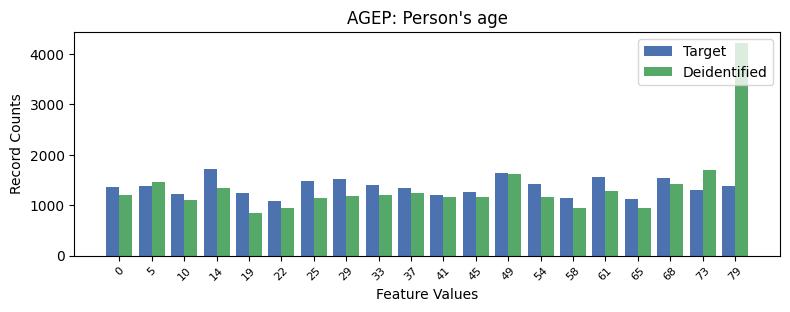 AGEP: Person's age
Target
Deidentified
Record Counts
4000
3000
2000
1000
0
0 5 10 14 19 22 25 29 33 37 41 45 49 54 58 61 65 68 73 79
Feature Values